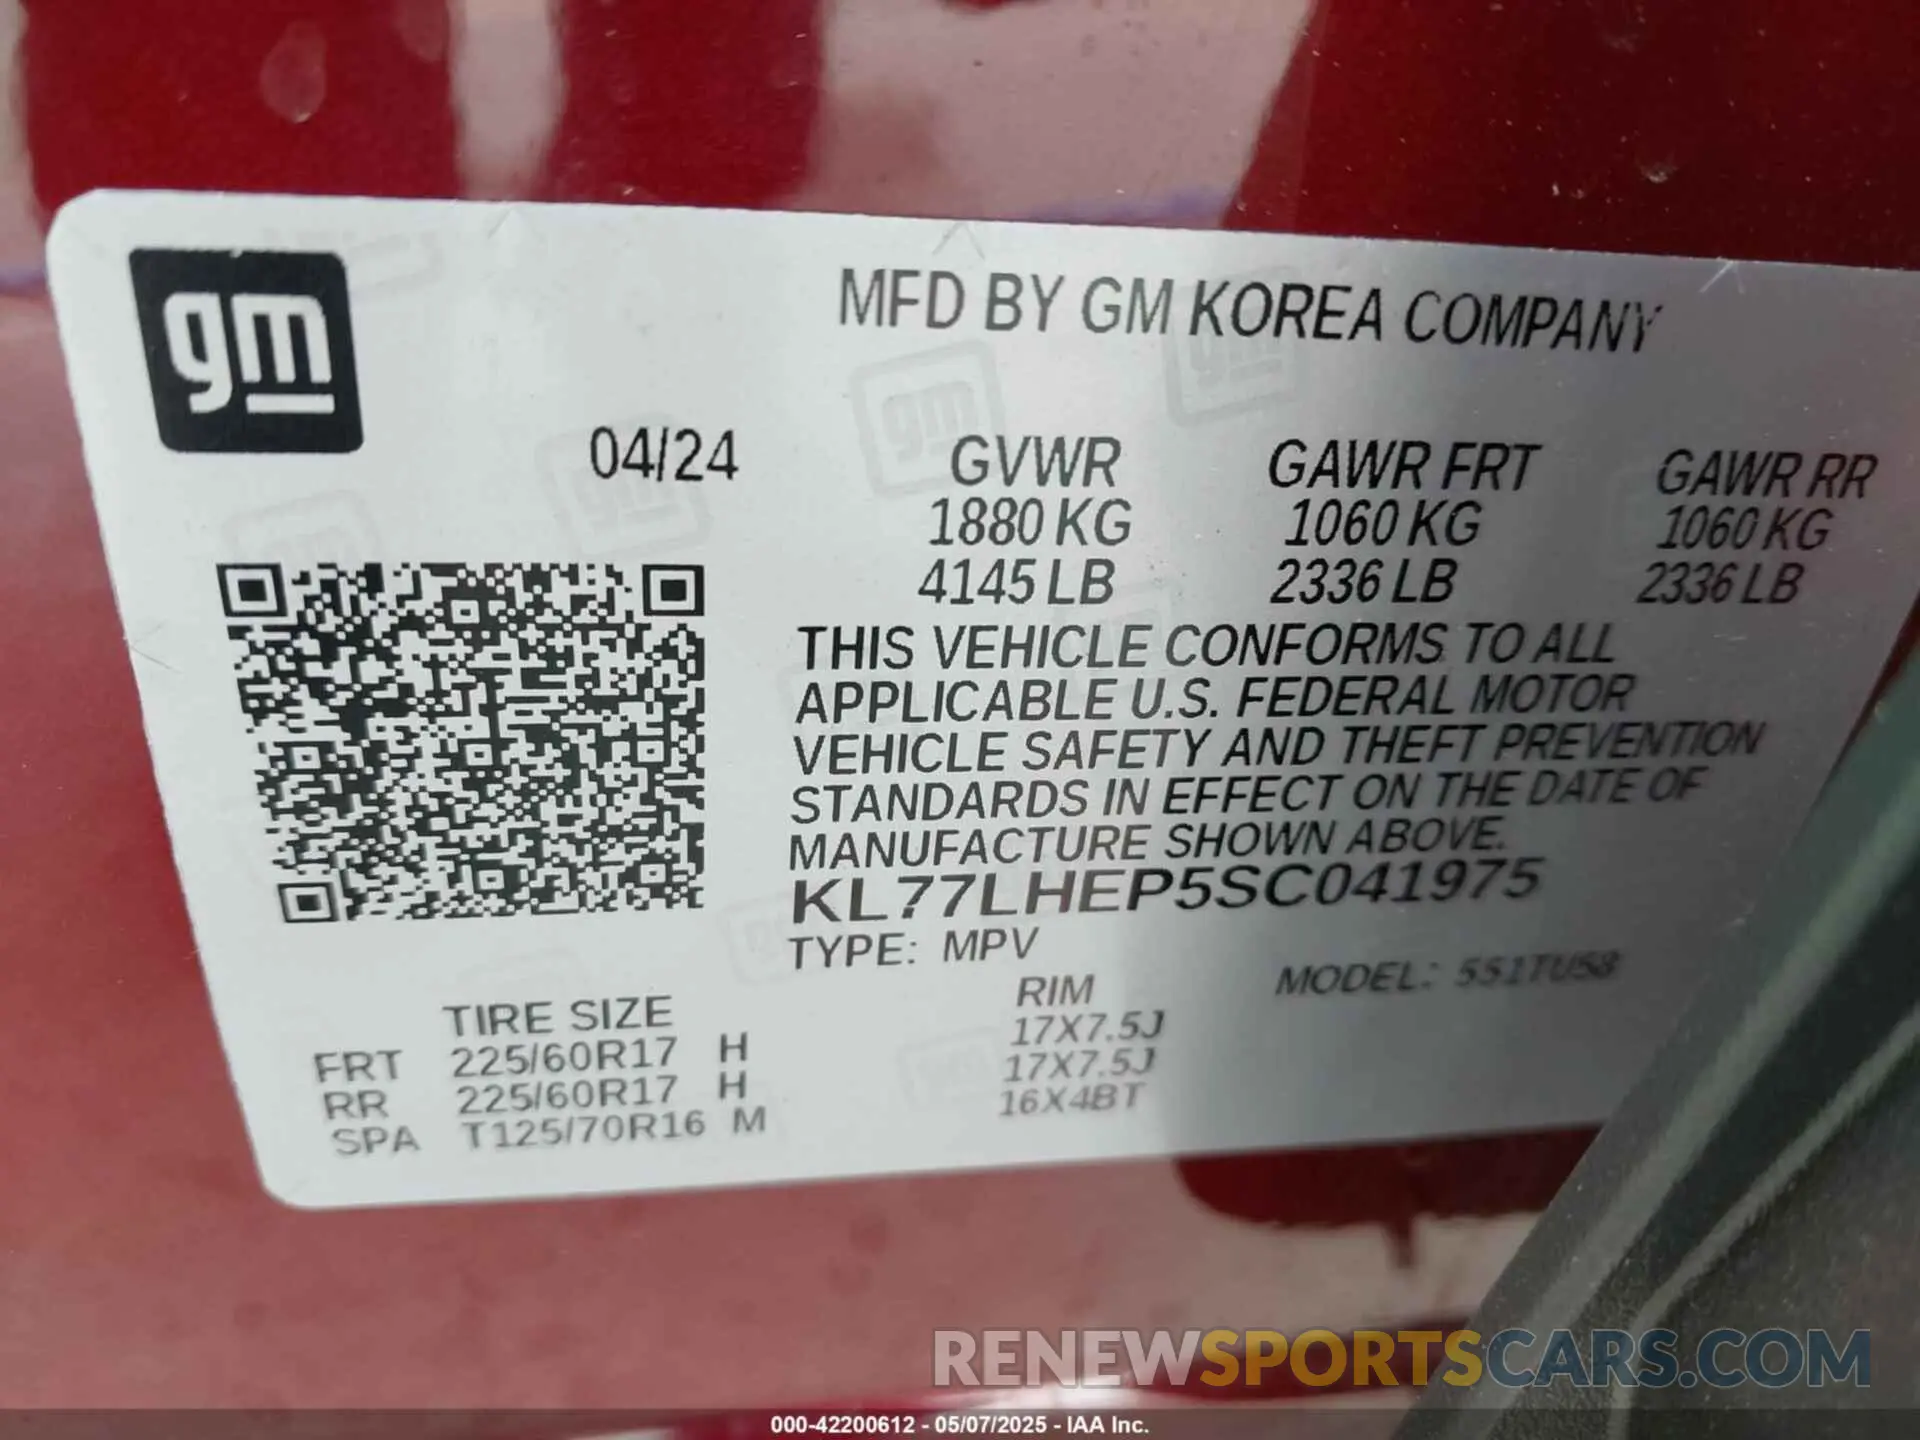 gm
MFD BY GM KOREA COMPANY
04/24
GVWR GAWR FRT GAWR RR
1880 KG 1060 KG 1060 KG
4145 LB 2336 LB 2336 LB
THIS VEHICLE CONFORMS TO ALL
APPLICABLE U.S. FEDERAL MOTOR
VEHICLE SAFETY AND THEFT PREVENTION
STANDARDS IN EFFECT ON THE DATE OF
MANUFACTURE SHOWN ABOVE.
KL77LHEP5SC041975
TYPE: MPV MODEL: 551TU58
TIRE SIZE RIM
FRT 225/60R17 H 17X7.5J
RR 225/60R17 H 17X7.5J
SPA T125/70R16 M 16X4BT
RENEWSPORTSCARS.COM
000-42200612 - 05/07/2025 - IAA Inc.